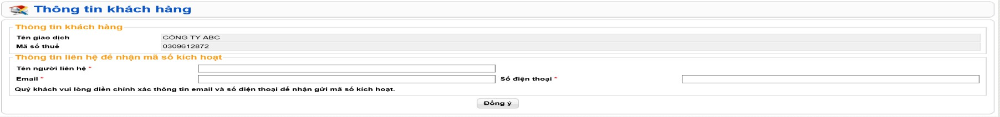 Thông tin khách hàng
Thông tin khách hàng
Tên giao dịch CÔNG TY ABC
Mã số thuế 0309612872
Thông tin liên hệ để nhận mã số kích hoạt
Tên người liên hệ *
Email * Số điện thoại *
Quý khách vui lòng điền chính xác thông tin email và số điện thoại để nhận gửi mã số kích hoạt.
Đồng ý